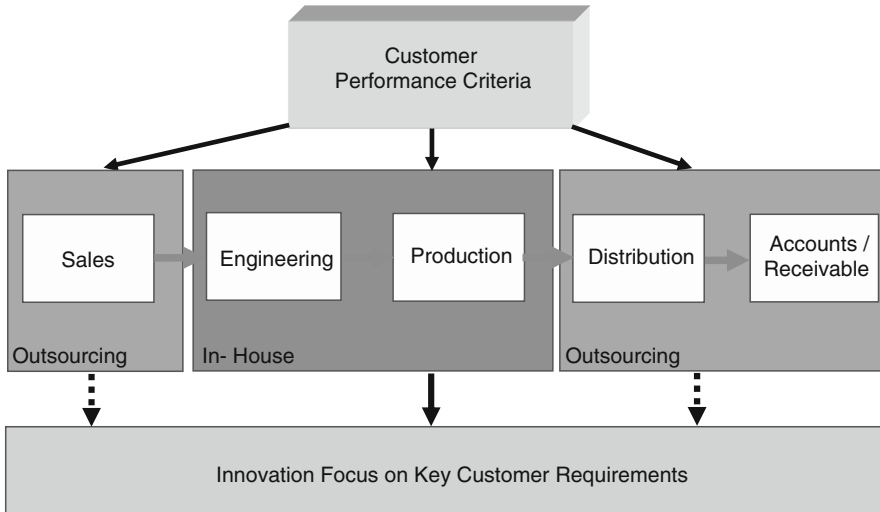 Customer
Performance Criteria
Sales
Engineering
Production
Distribution
Accounts /
Receivable
Outsourcing
In- House
Outsourcing
Innovation Focus on Key Customer Requirements